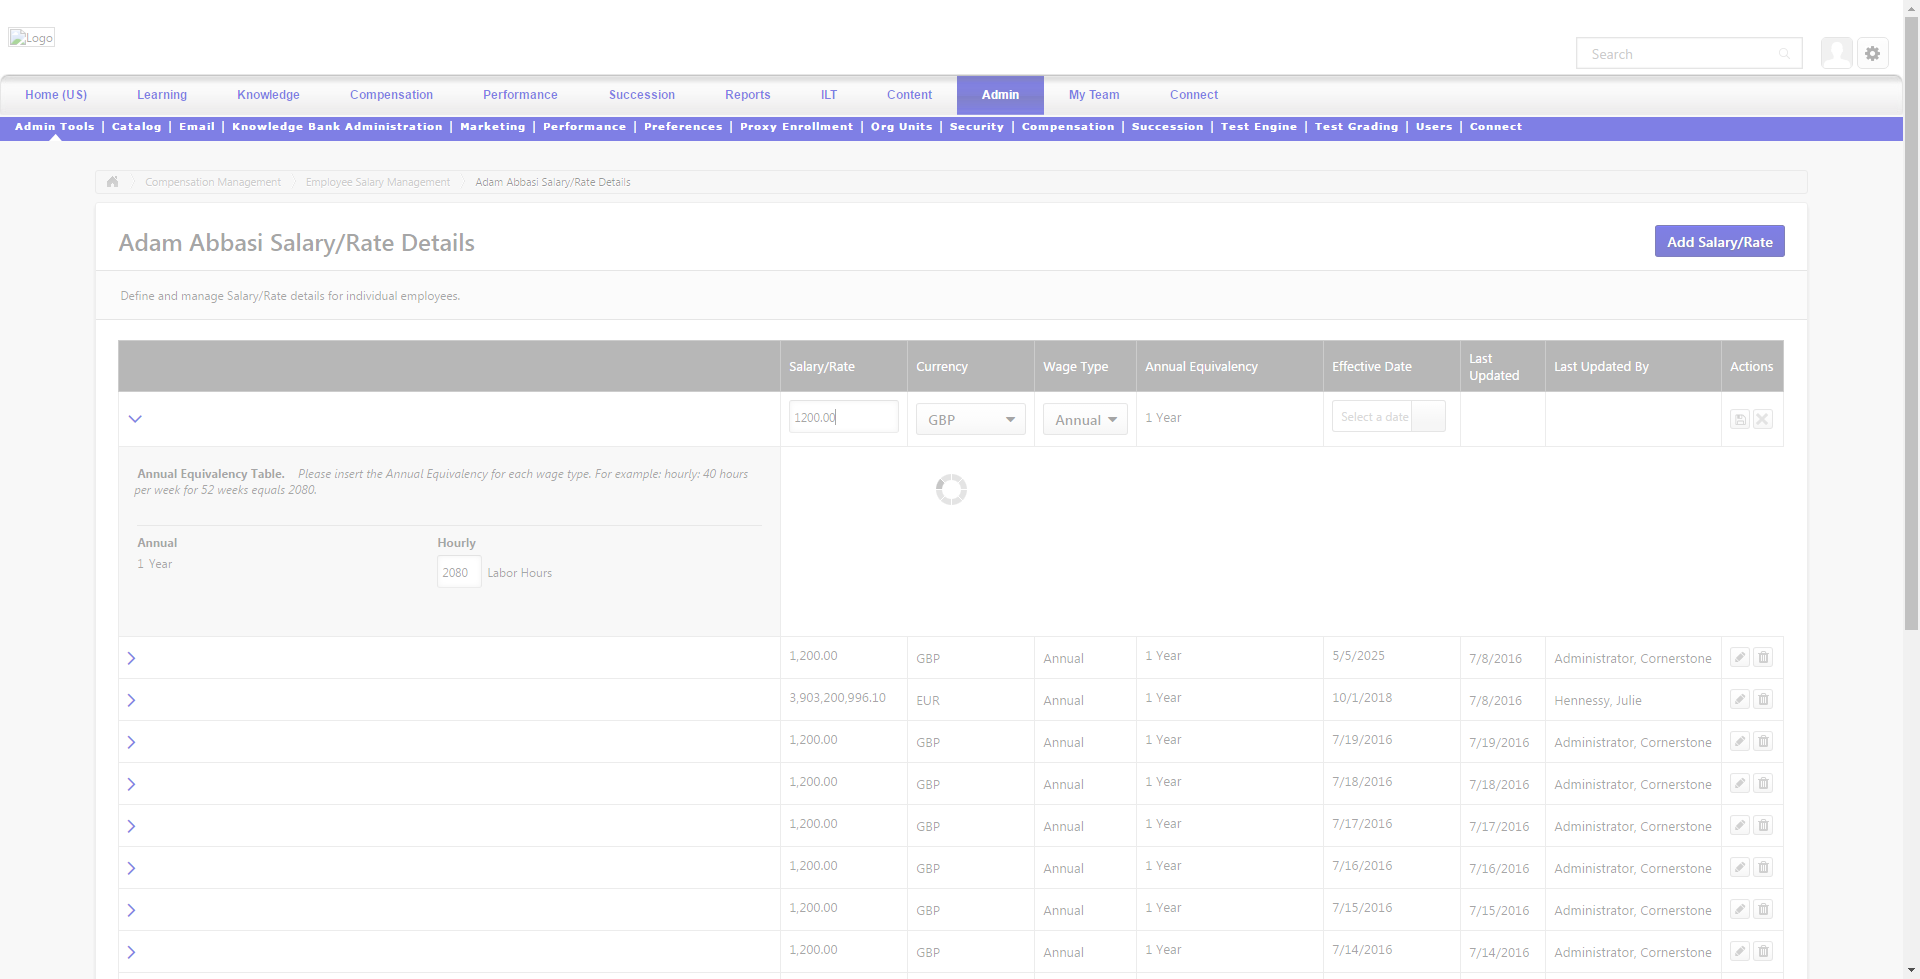 Logo
Search
Home (US) Learning Knowledge Compensation Performance Succession Reports ILT Content Admin My Team Connect
Admin Tools | Catalog | Email | Knowledge Bank Administration | Marketing | Performance | Preferences | Proxy Enrollment | Org Units | Security | Compensation | Succession | Test Engine | Test Grading | Users | Connect
Compensation Management Employee Salary Management Adam Abbasi Salary/Rate Details
Adam Abbasi Salary/Rate Details Add Salary/Rate
Define and manage Salary/Rate details for individual employees.
Salary/Rate Currency Wage Type Annual Equivalency Effective Date Last Updated Last Updated By Actions
1200.00 GBP Annual 1 Year Select a date
Annual Equivalency Table. Please insert the Annual Equivalency for each wage type. For example: hourly: 40 hours
per week for 52 weeks equals 2080.
Annual Hourly
1 Year 2080 Labor Hours
1,200.00 GBP Annual 1 Year 5/5/2025 7/8/2016 Administrator, Cornerstone
3,903,200,996.10 EUR Annual 1 Year 10/1/2018 7/8/2016 Hennessy, Julie
1,200.00 GBP Annual 1 Year 7/19/2016 7/19/2016 Administrator, Cornerstone
1,200.00 GBP Annual 1 Year 7/18/2016 7/18/2016 Administrator, Cornerstone
1,200.00 GBP Annual 1 Year 7/17/2016 7/17/2016 Administrator, Cornerstone
1,200.00 GBP Annual 1 Year 7/16/2016 7/16/2016 Administrator, Cornerstone
1,200.00 GBP Annual 1 Year 7/15/2016 7/15/2016 Administrator, Cornerstone
1,200.00 GBP Annual 1 Year 7/14/2016 7/14/2016 Administrator, Cornerstone